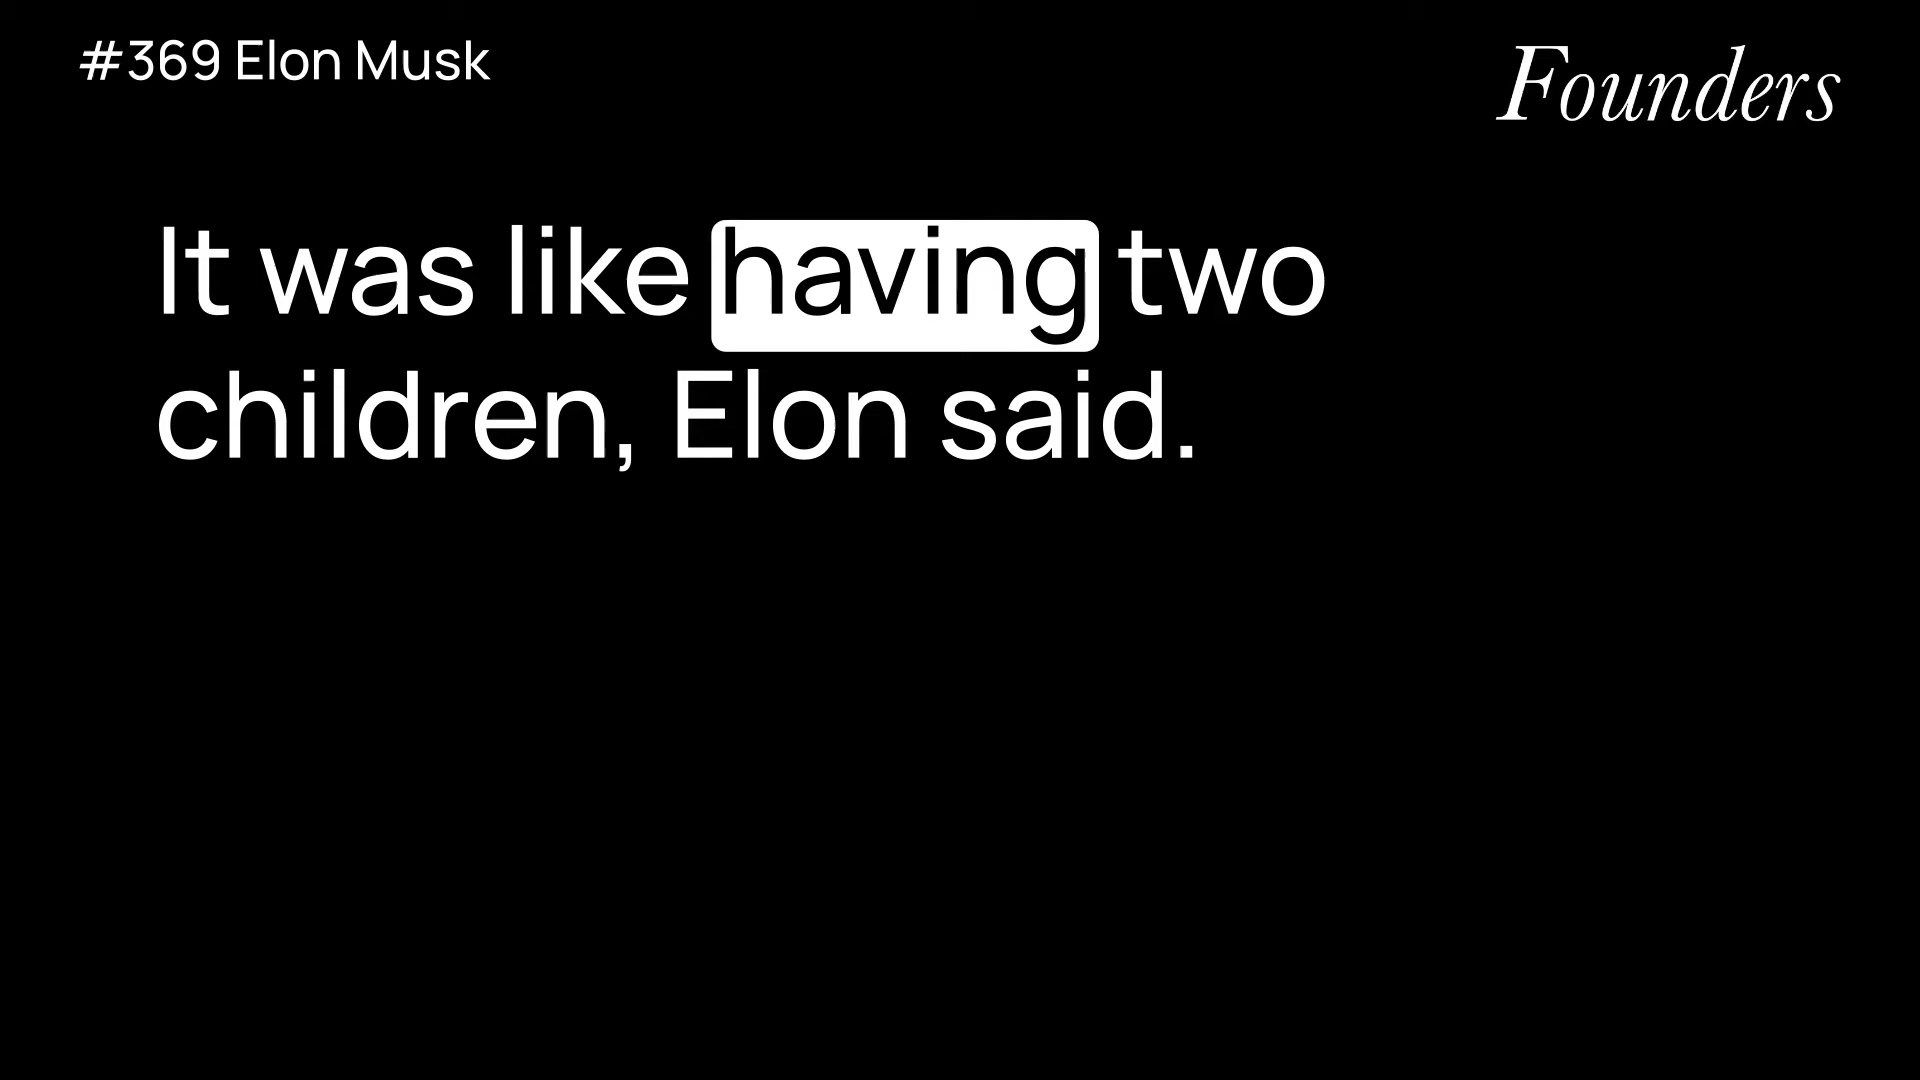 #369 Elon Musk
Founders
It was like having two
children, Elon said.